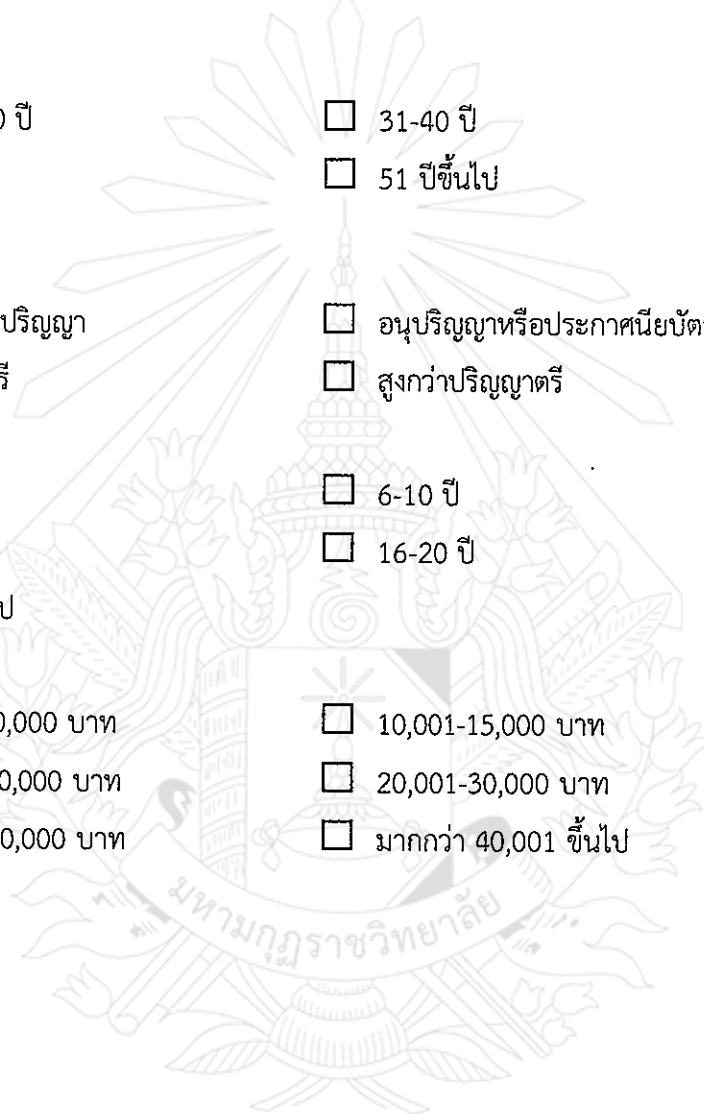 0 ปี ☐ 31-40 ปี
☐ 51 ปีขึ้นไป
ปริญญา ☐ อนุปริญญาหรือประกาศนียบัตร
รี ☐ สูงกว่าปริญญาตรี
☐ 6-10 ปี
☐ 16-20 ปี
ป
0,000 บาท ☐ 10,001-15,000 บาท
0,000 บาท ☐ 20,001-30,000 บาท
0,000 บาท ☐ มากกว่า 40,001 ขึ้นไป
มหามกุฏราชวิทยาลัย